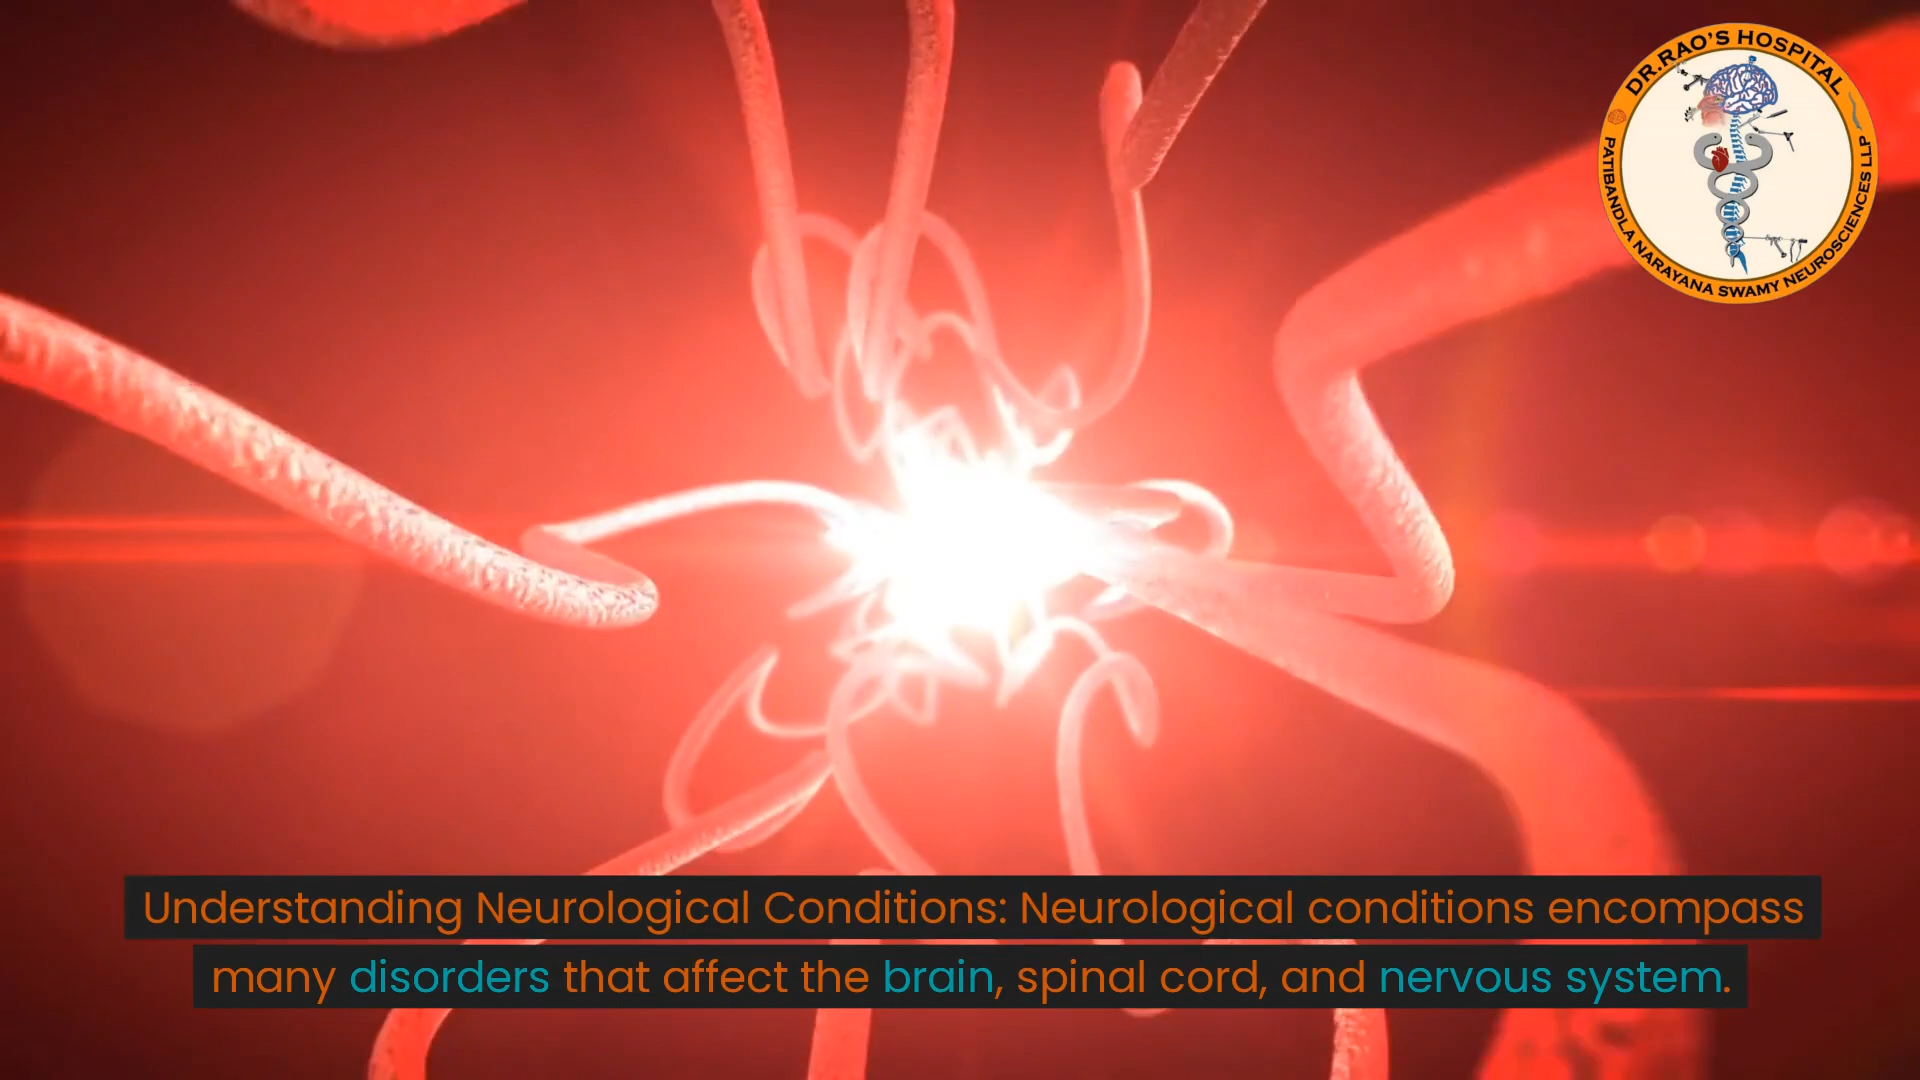 DR.RAO'S HOSPITAL
PATIBANDLA NARAYANA SWAMY NEUROSCIENCES LLP
Understanding Neurological Conditions: Neurological conditions encompass
many disorders that affect the brain, spinal cord, and nervous system.